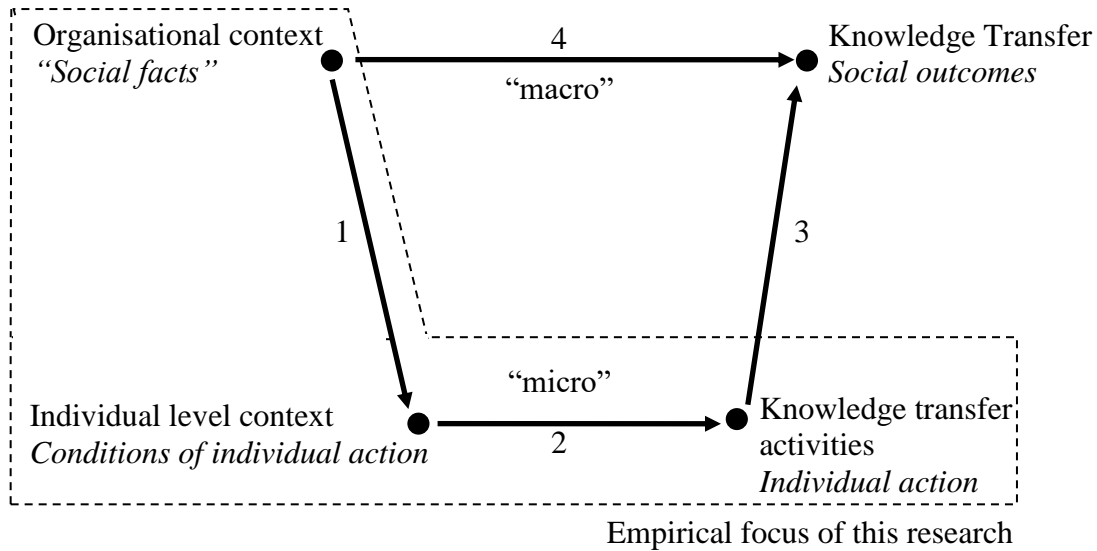 Organisational context
“Social facts”
4
“macro”
Knowledge Transfer
Social outcomes
1
3
“micro”
2
Individual level context
Conditions of individual action
Knowledge transfer
activities
Individual action
Empirical focus of this research